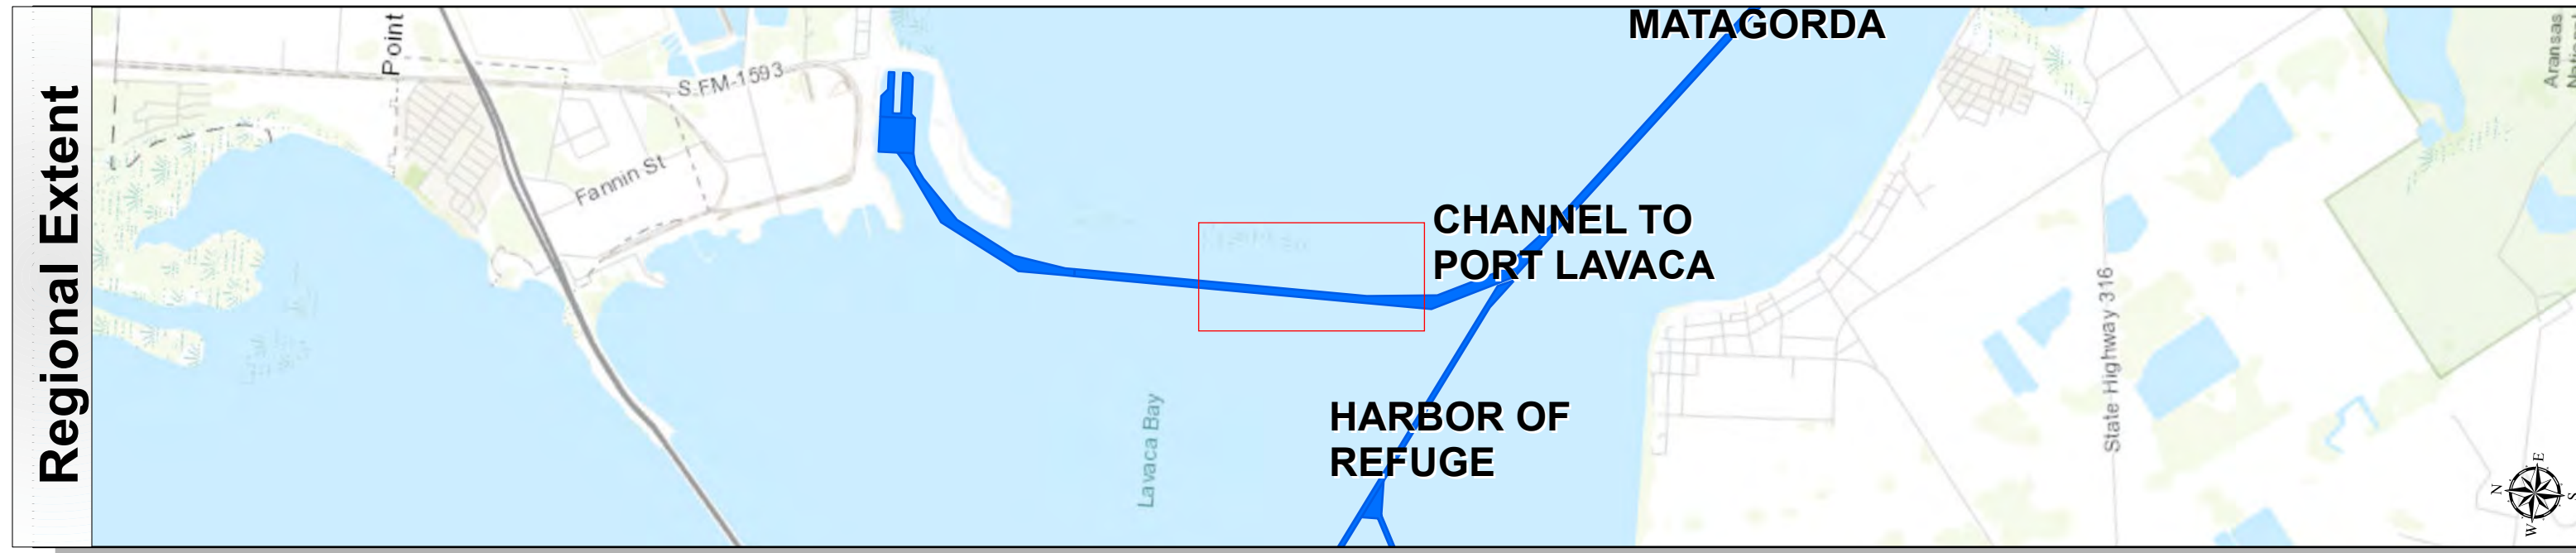 Regional Extent
Point
S FM-1593
Fannin St
MATAGORDA
CHANNEL TO
PORT LAVACA
HARBOR OF
REFUGE
Lavaca Bay
State Highway 316
Aransas
N
E
S
W